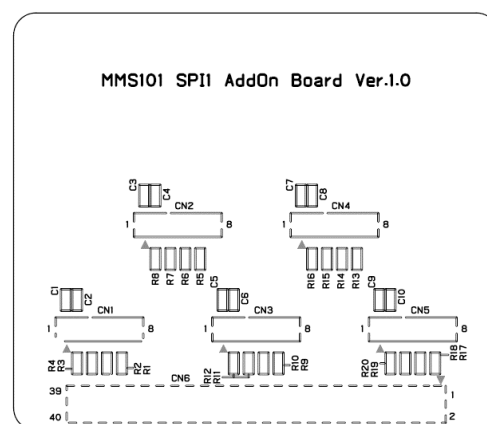 MMS101 SPI1 AddOn Board Ver.1.0
C3 C4 C7 C8
CN2 CN4
1 8 1 8
R8 R7 R6 R5 R16 R15 R14 R13
C1 C2 C5 C6 C9 C10
CN1 CN3 CN5
1 8 1 8 1 8
R4 R3 R2 R1 R12 R11 R10 R9 R20 R19 R18 R17
39 CN6 1
40 2